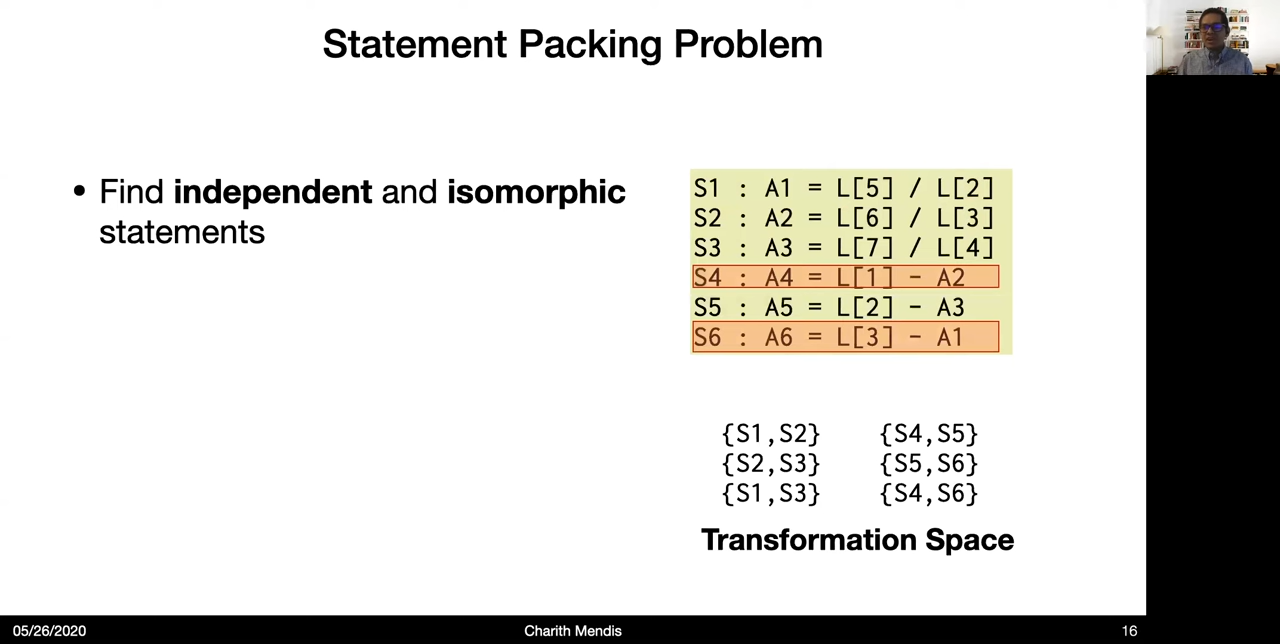 Statement Packing Problem
• Find independent and isomorphic
statements
S1 : A1 = L[5] / L[2]
S2 : A2 = L[6] / L[3]
S3 : A3 = L[7] / L[4]
S4 : A4 = L[1] - A2
S5 : A5 = L[2] - A3
S6 : A6 = L[3] - A1
{S1,S2} {S4,S5}
{S2,S3} {S5,S6}
{S1,S3} {S4,S6}
Transformation Space
05/26/2020 Charith Mendis 16